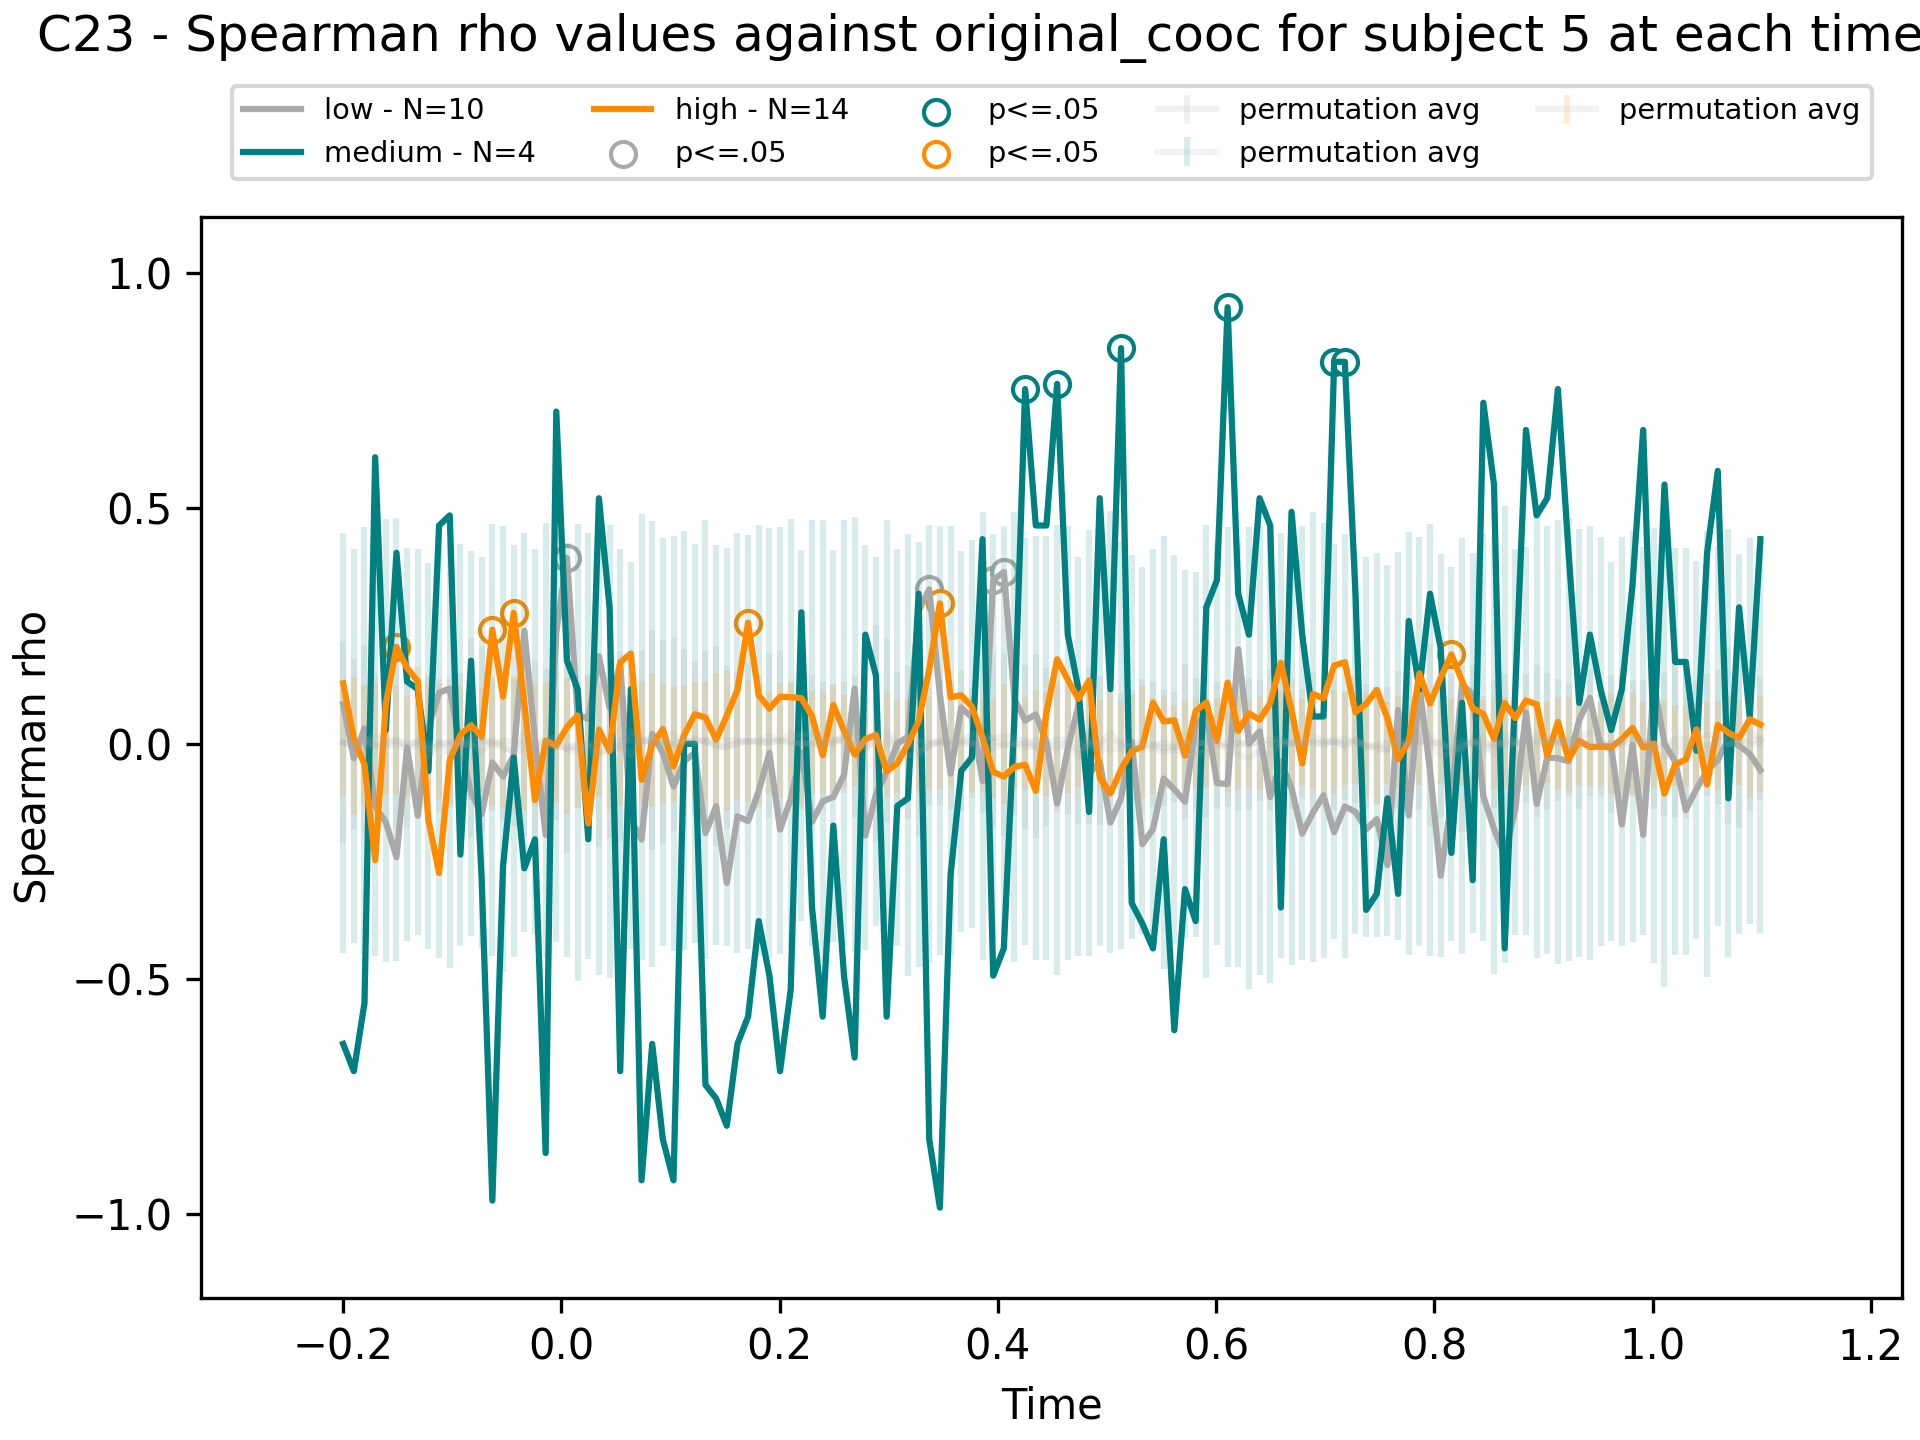 C23 - Spearman rho values against original_cooc for subject 5 at each time
low - N=10
medium - N=4
high - N=14
p<=.05
p<=.05
p<=.05
permutation avg
permutation avg
permutation avg
1.0
0.5
0.0
−0.5
−1.0
Spearman rho
−0.2 0.0 0.2 0.4 0.6 0.8 1.0 1.2
Time